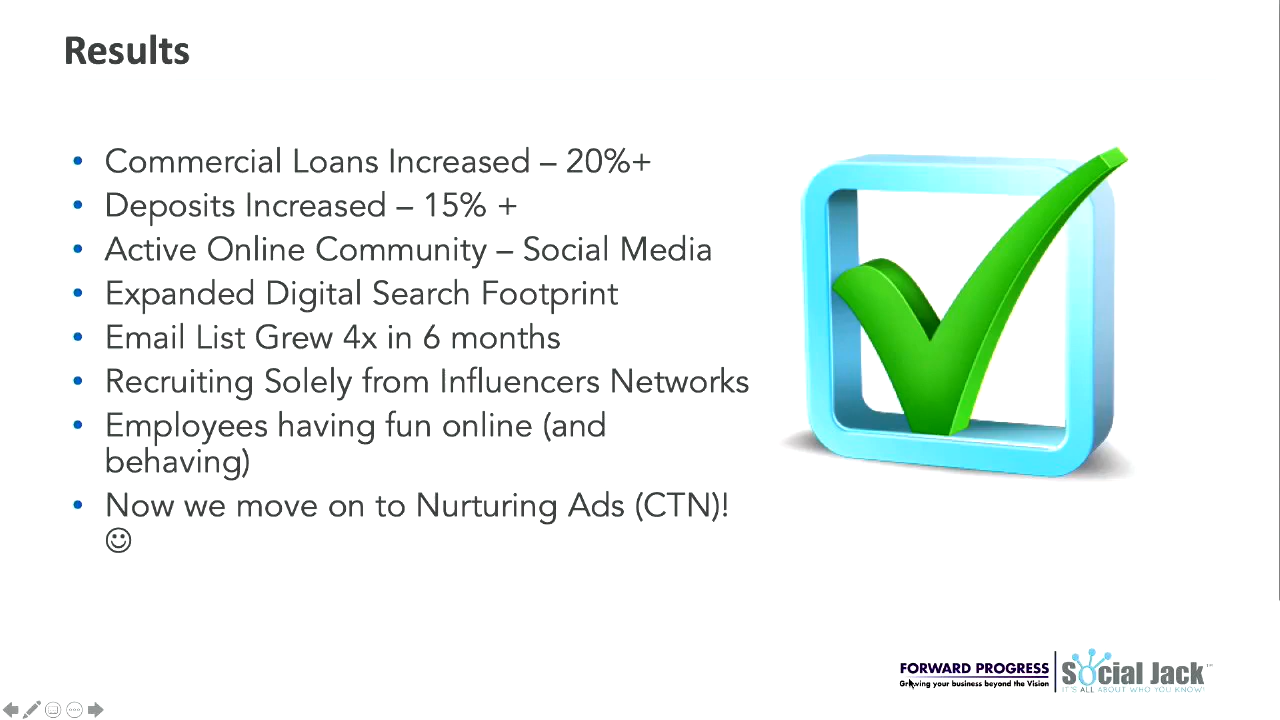 Results
• Commercial Loans Increased – 20%+
• Deposits Increased – 15% +
• Active Online Community – Social Media
• Expanded Digital Search Footprint
• Email List Grew 4x in 6 months
• Recruiting Solely from Influencers Networks
• Employees having fun online (and
behaving)
• Now we move on to Nurturing Ads (CTN)!
☺
FORWARD PROGRESS
Growing your business beyond the Vision
Social Jack™
IT'S ALL ABOUT WHO YOU KNOW!